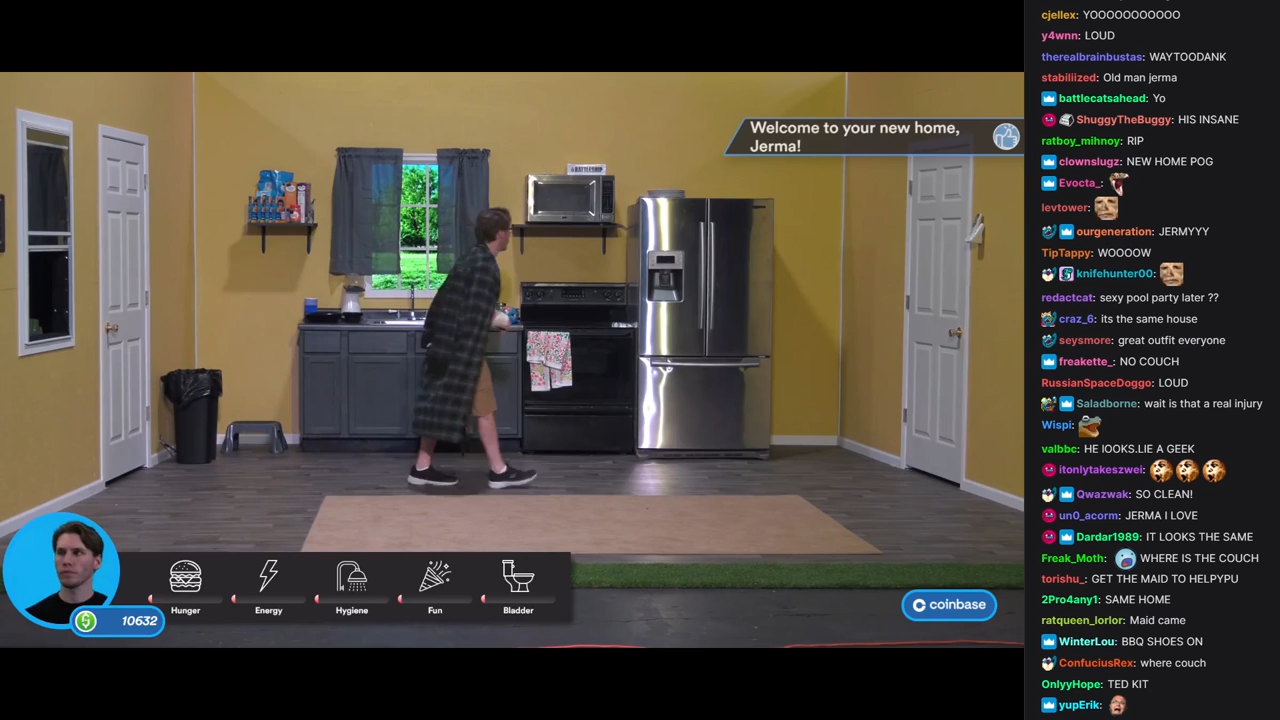 Welcome to your new home,
Jerma!
BATTLESHIP
Hunger
Energy
Hygiene
Fun
Bladder
10632
coinbase
cjellex: YOOOOOOOOOOO
y4wnn: LOUD
therealbrainbustas: WAYTOODANK
stabiliized: Old man jerma
battlecatsahead: Yo
ShuggyTheBuggy: HIS INSANE
ratboy_mihnoy: RIP
clownslugz: NEW HOME POG
Evocta_:
levtower:
ourgeneration: JERMYYY
TipTappy: WOOOOW
knifehunter00:
redactcat: sexy pool party later ??
craz_6: its the same house
seysmore: great outfit everyone
freakette_: NO COUCH
RussianSpaceDoggo: LOUD
Saladborne: wait is that a real injury
Wispi:
valbbc: HE lOOKS.LIE A GEEK
itonlytakeszwei:
Qwazwak: SO CLEAN!
un0_acorm: JERMA I LOVE
Dardar1989: IT LOOKS THE SAME
Freak_Moth: WHERE IS THE COUCH
torishu_: GET THE MAID TO HELPYPU
2Pro4any1: SAME HOME
ratqueen_lorlor: Maid came
WinterLou: BBQ SHOES ON
ConfuciusRex: where couch
OnlyyHope: TED KIT
yupErik: